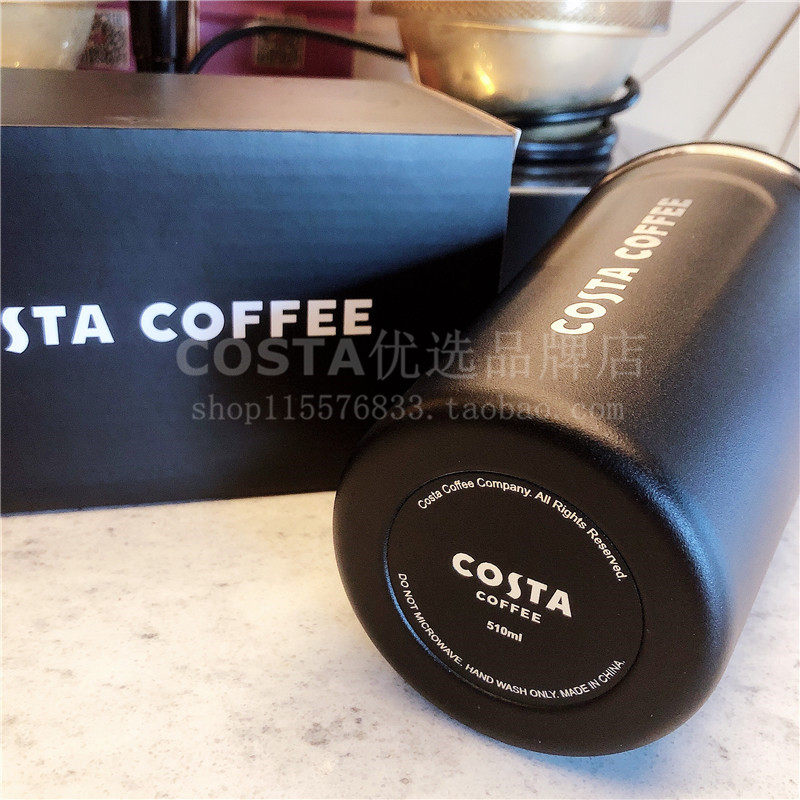 STA COFFEE
COSTA COFFEE
COSTA优选品牌店
shop115576833.taobao.com
Costa Coffee Company. All Rights Reserved.
COSTA
COFFEE
510ml
DO NOT MICROWAVE. HAND WASH ONLY. MADE IN CHINA.